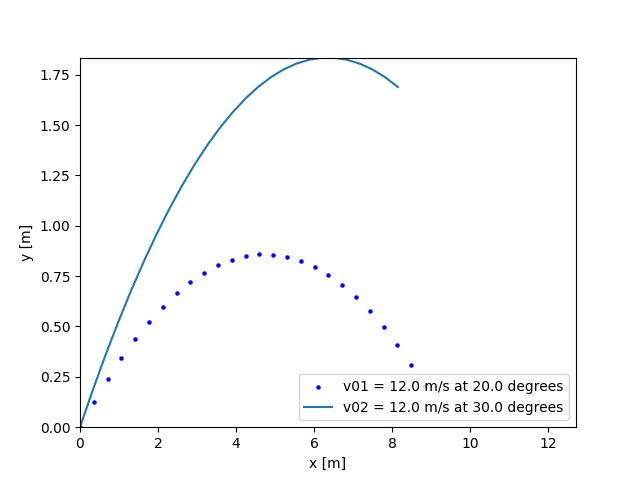 1.75
1.50
1.25
1.00
0.75
0.50
0.25
0.00
y [m]
v01 = 12.0 m/s at 20.0 degrees
v02 = 12.0 m/s at 30.0 degrees
0 2 4 6 8 10 12
x [m]